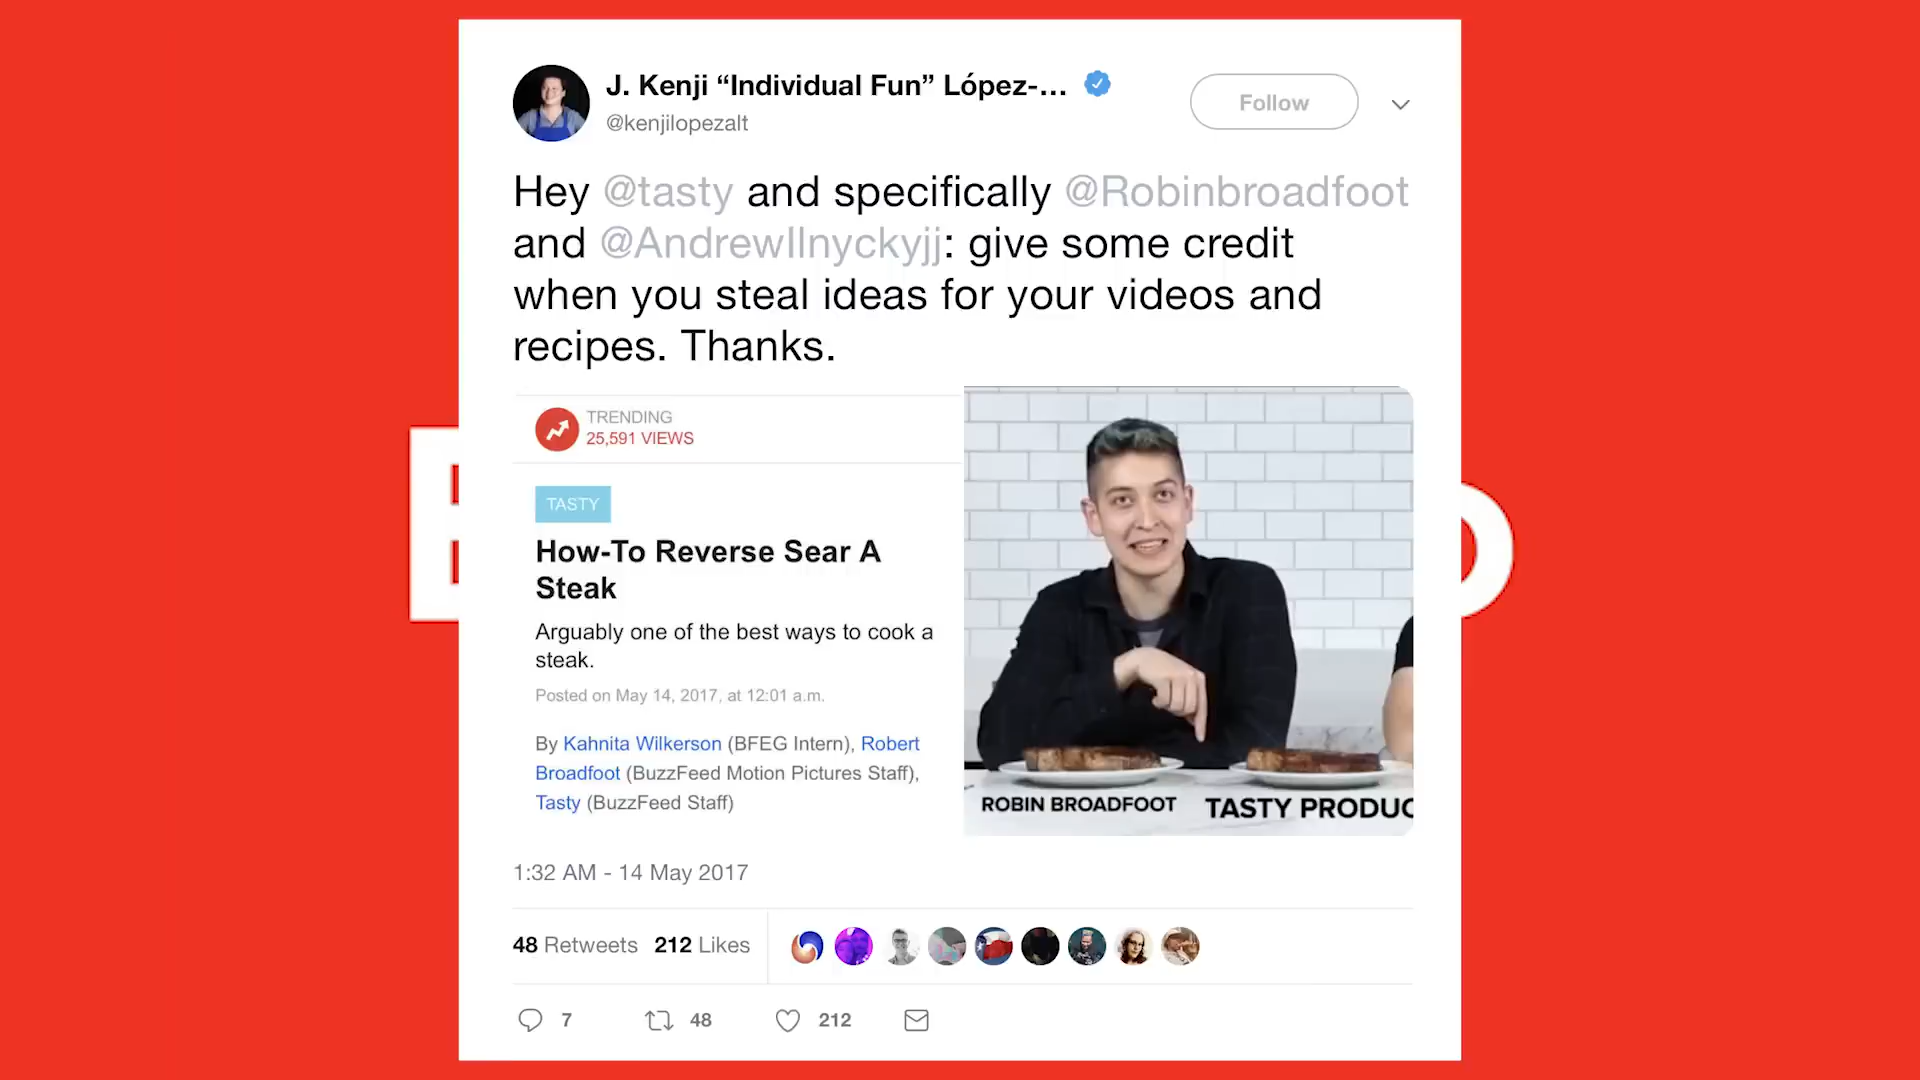 J. Kenji “Individual Fun” López-...
@kenjilopezalt
Follow
Hey @tasty and specifically @Robinbroadfoot
and @AndrewIlnyckyjj: give some credit
when you steal ideas for your videos and
recipes. Thanks.
TRENDING
25,591 VIEWS
TASTY
How-To Reverse Sear A
Steak
Arguably one of the best ways to cook a
steak.
Posted on May 14, 2017, at 12:01 a.m.
By Kahnita Wilkerson (BFEG Intern), Robert
Broadfoot (BuzzFeed Motion Pictures Staff),
Tasty (BuzzFeed Staff)
ROBIN BROADFOOT
TASTY PRODUC
1:32 AM - 14 May 2017
48 Retweets 212 Likes
7 48 212